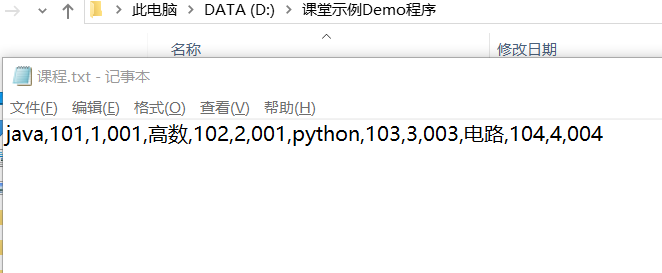 此电脑 > DATA (D:) > 课堂示例Demo程序
名称 修改日期
课程.txt - 记事本
文件(F) 编辑(E) 格式(O) 查看(V) 帮助(H)
java,101,1,001,高数,102,2,001,python,103,3,003,电路,104,4,004